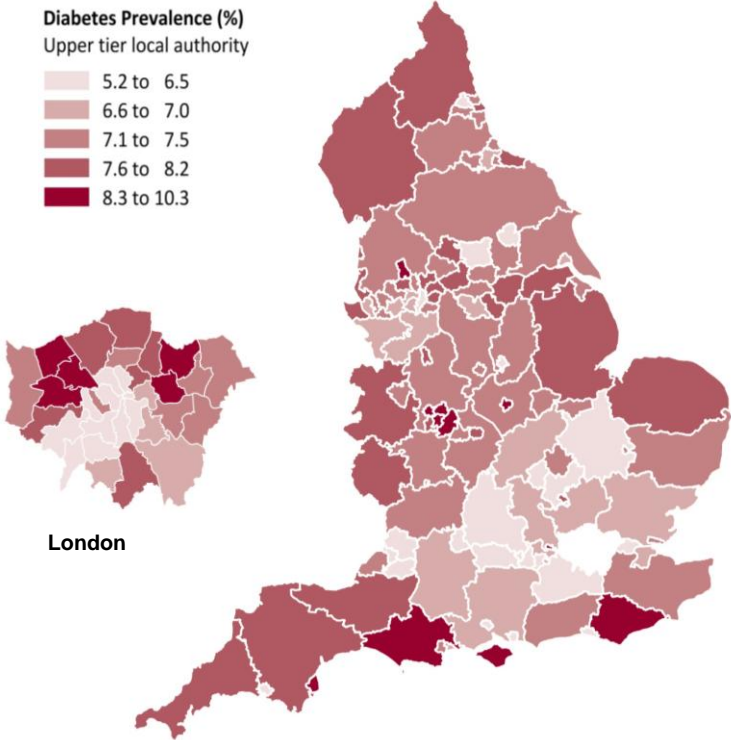 Diabetes Prevalence (%)
Upper tier local authority
5.2 to 6.5
6.6 to 7.0
7.1 to 7.5
7.6 to 8.2
8.3 to 10.3
London